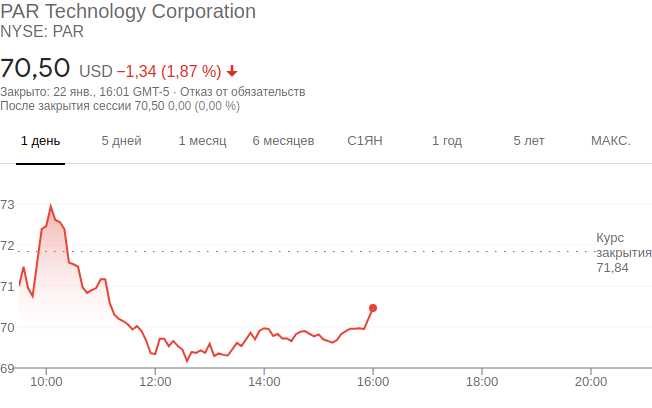 PAR Technology Corporation
NYSE: PAR
70,50 USD −1,34 (1,87 %)
Закрыто: 22 янв., 16:01 GMT-5 · Отказ от обязательств
После закрытия сессии 70,50 0,00 (0,00 %)
1 день 5 дней 1 месяц 6 месяцев С1ЯН 1 год 5 лет МАКС.
73
72
71
70
69
Курс
закрытия
71,84
10:00 12:00 14:00 16:00 18:00 20:00